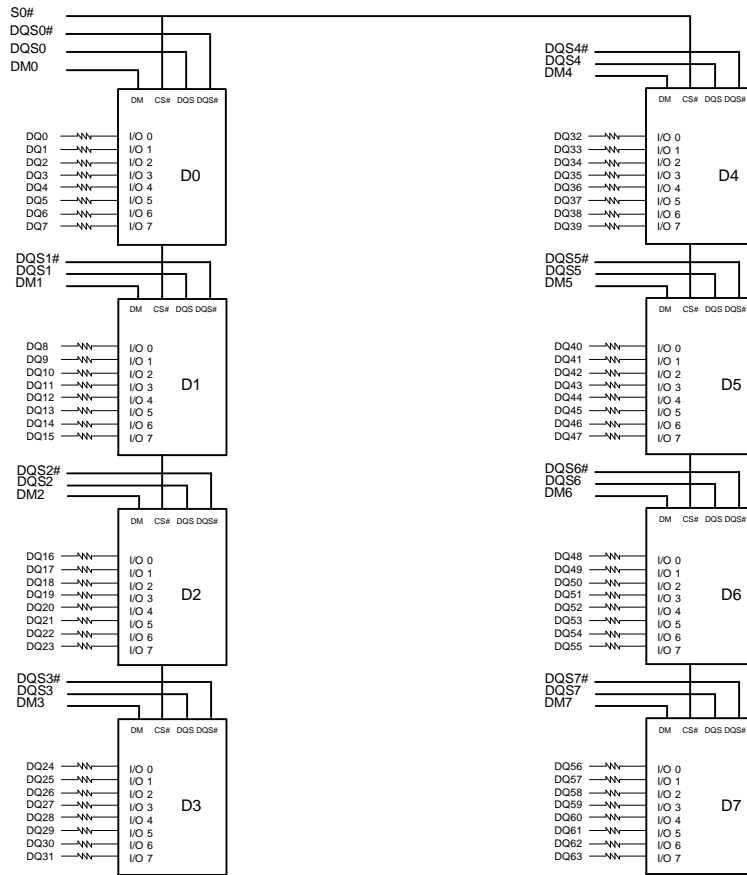 S0#
DQS0#
DQS0
DM0
DM CS# DQS DQS#
DQ0 I/O 0
DQ1 I/O 1
DQ2 I/O 2
DQ3 I/O 3
DQ4 I/O 4
DQ5 I/O 5
DQ6 I/O 6
DQ7 I/O 7
D0
DQS1#
DQS1
DM1
DM CS# DQS DQS#
DQ8 I/O 0
DQ9 I/O 1
DQ10 I/O 2
DQ11 I/O 3
DQ12 I/O 4
DQ13 I/O 5
DQ14 I/O 6
DQ15 I/O 7
D1
DQS2#
DQS2
DM2
DM CS# DQS DQS#
DQ16 I/O 0
DQ17 I/O 1
DQ18 I/O 2
DQ19 I/O 3
DQ20 I/O 4
DQ21 I/O 5
DQ22 I/O 6
DQ23 I/O 7
D2
DQS3#
DQS3
DM3
DM CS# DQS DQS#
DQ24 I/O 0
DQ25 I/O 1
DQ26 I/O 2
DQ27 I/O 3
DQ28 I/O 4
DQ29 I/O 5
DQ30 I/O 6
DQ31 I/O 7
D3
DQS4#
DQS4
DM4
DM CS# DQS DQS#
DQ32 I/O 0
DQ33 I/O 1
DQ34 I/O 2
DQ35 I/O 3
DQ36 I/O 4
DQ37 I/O 5
DQ38 I/O 6
DQ39 I/O 7
D4
DQS5#
DQS5
DM5
DM CS# DQS DQS#
DQ40 I/O 0
DQ41 I/O 1
DQ42 I/O 2
DQ43 I/O 3
DQ44 I/O 4
DQ45 I/O 5
DQ46 I/O 6
DQ47 I/O 7
D5
DQS6#
DQS6
DM6
DM CS# DQS DQS#
DQ48 I/O 0
DQ49 I/O 1
DQ50 I/O 2
DQ51 I/O 3
DQ52 I/O 4
DQ53 I/O 5
DQ54 I/O 6
DQ55 I/O 7
D6
DQS7#
DQS7
DM7
DM CS# DQS DQS#
DQ56 I/O 0
DQ57 I/O 1
DQ58 I/O 2
DQ59 I/O 3
DQ60 I/O 4
DQ61 I/O 5
DQ62 I/O 6
DQ63 I/O 7
D7